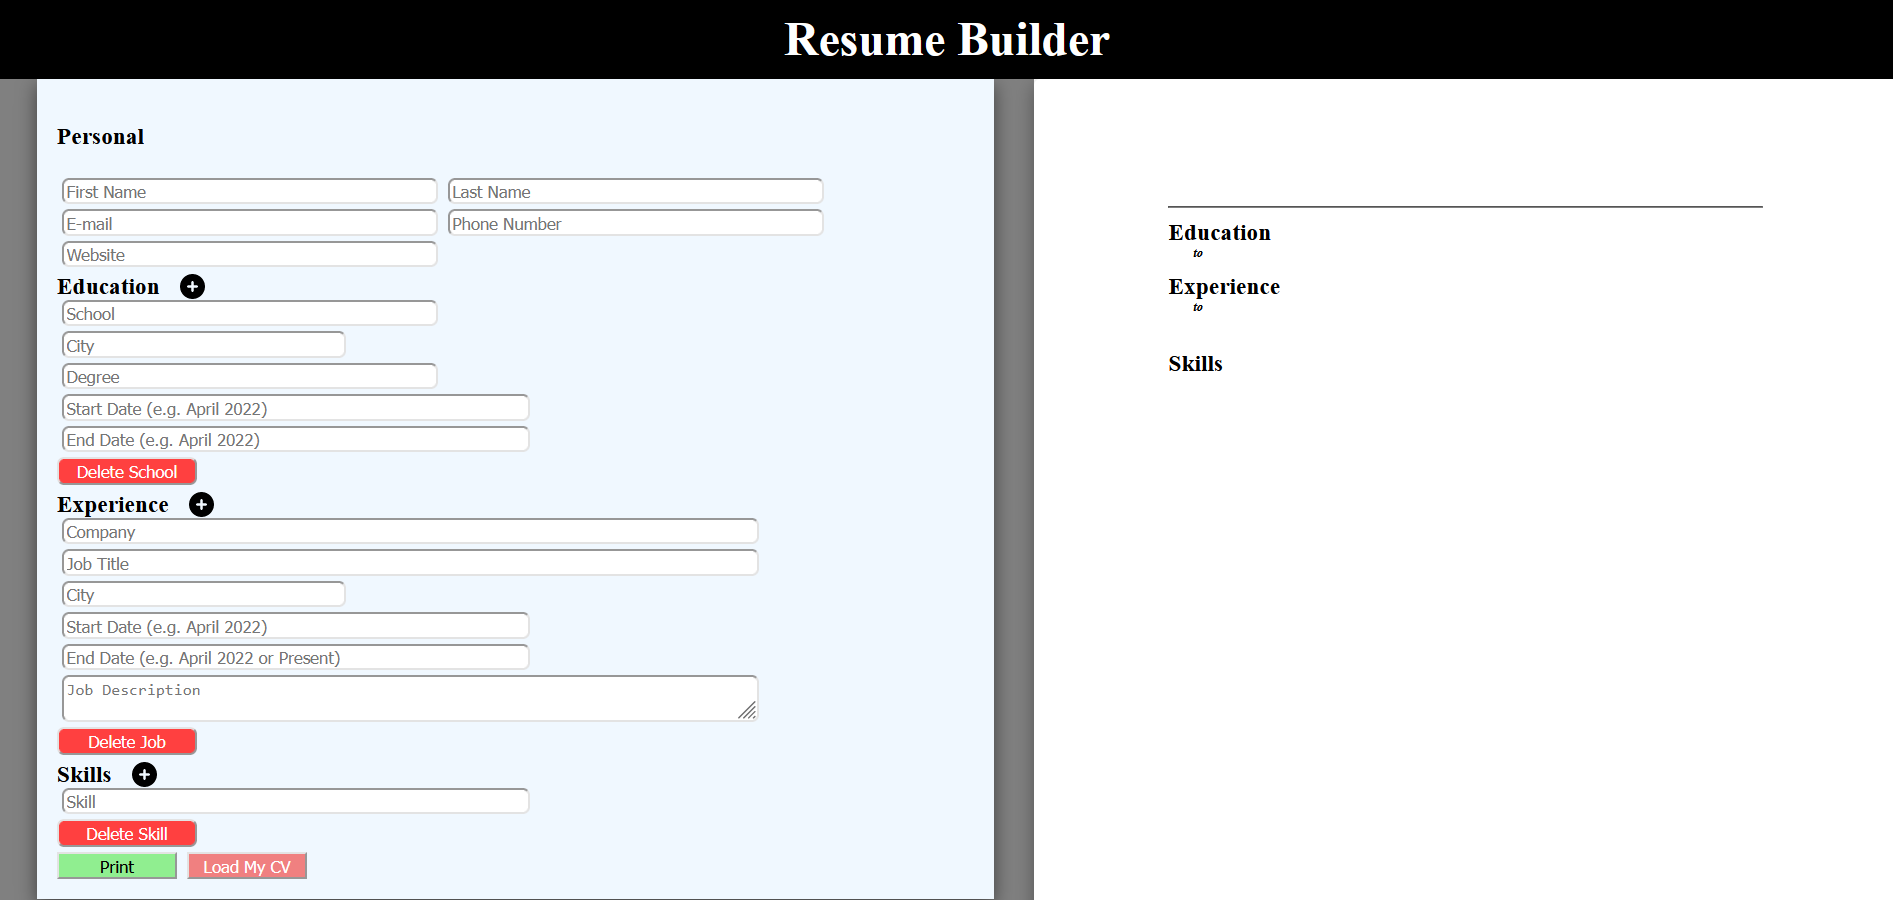 Resume Builder
Personal
First Name
Last Name
E-mail
Phone Number
Website
Education
School
City
Degree
Start Date (e.g. April 2022)
End Date (e.g. April 2022)
Delete School
Experience
Company
Job Title
City
Start Date (e.g. April 2022)
End Date (e.g. April 2022 or Present)
Job Description
Delete Job
Skills
Skill
Delete Skill
Print
Load My CV
Education
to
Experience
to
Skills